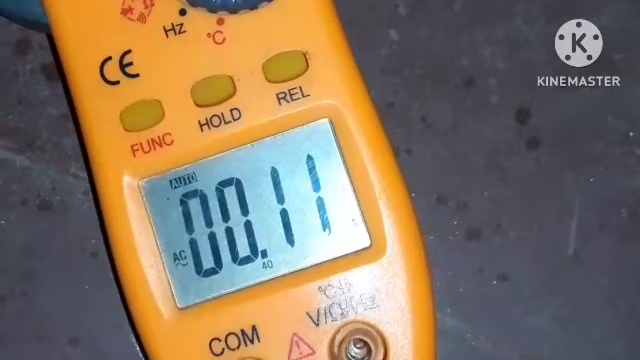 Hz
°C
CE
FUNC
HOLD
REL
AUTO
AC
00.11
40
COM
KINEMASTER